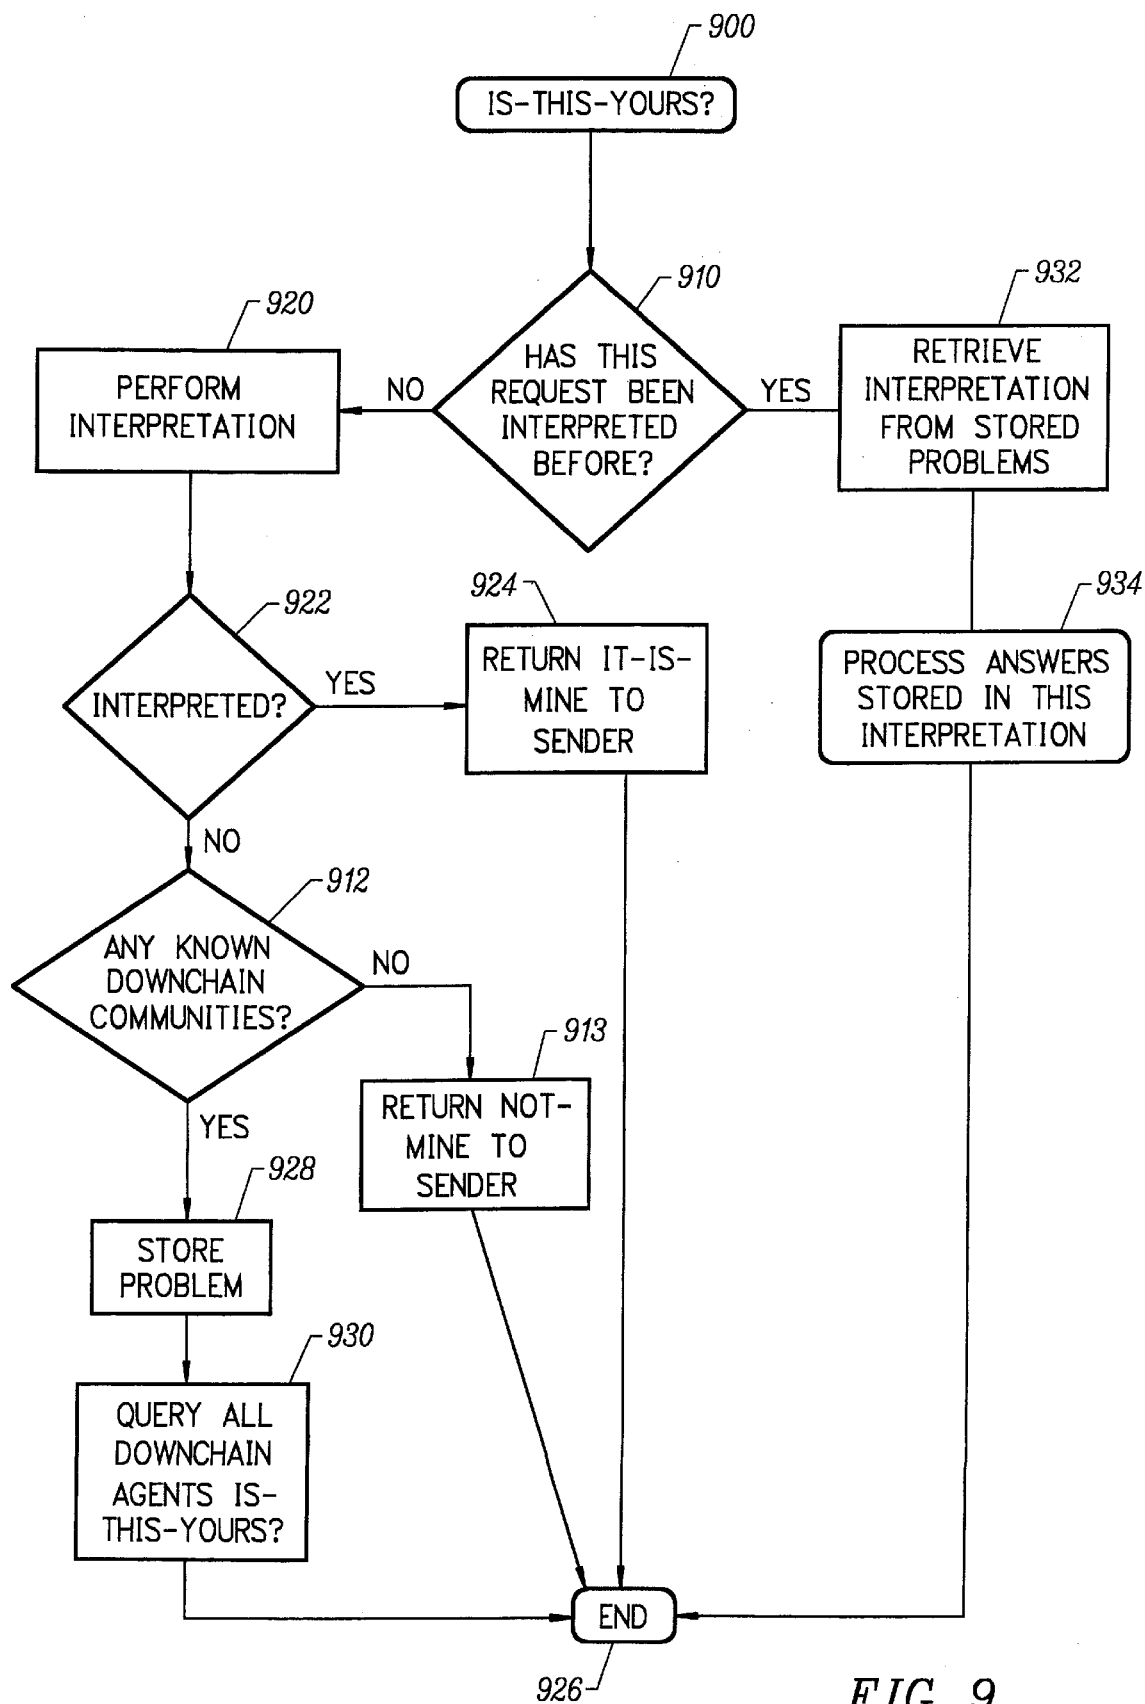 900
IS-THIS-YOURS?
910
HAS THIS
REQUEST BEEN
INTERPRETED
BEFORE?
NO
YES
920
PERFORM
INTERPRETATION
932
RETRIEVE
INTERPRETATION
FROM STORED
PROBLEMS
922
INTERPRETED?
YES
NO
924
RETURN IT-IS-
MINE TO
SENDER
934
PROCESS ANSWERS
STORED IN THIS
INTERPRETATION
912
ANY KNOWN
DOWNCHAIN
COMMUNITIES?
NO
YES
913
RETURN NOT-
MINE TO
SENDER
928
STORE
PROBLEM
930
QUERY ALL
DOWNCHAIN
AGENTS IS-
THIS-YOURS?
END
926
FIG. 9